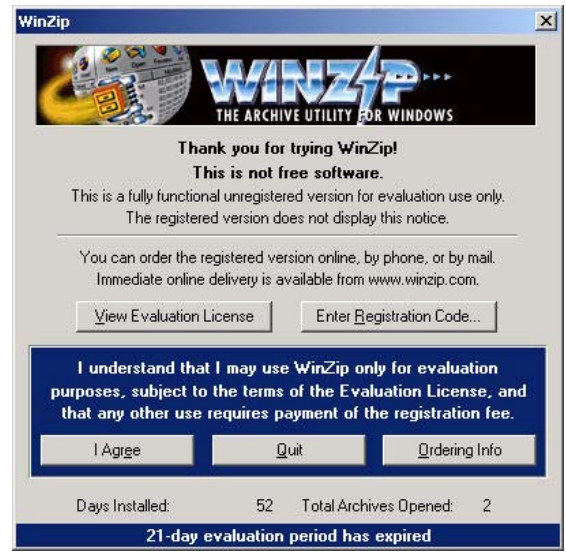 WinZip
WINZIP
THE ARCHIVE UTILITY FOR WINDOWS
Thank you for trying WinZip!
This is not free software.
This is a fully functional unregistered version for evaluation use only.
The registered version does not display this notice.
You can order the registered version online, by phone, or by mail.
Immediate online delivery is available from www.winzip.com.
View Evaluation License Enter Registration Code...
I understand that I may use WinZip only for evaluation
purposes, subject to the terms of the Evaluation License, and
that any other use requires payment of the registration fee.
I Agree Quit Ordering Info
Days Installed: 52 Total Archives Opened: 2
21-day evaluation period has expired